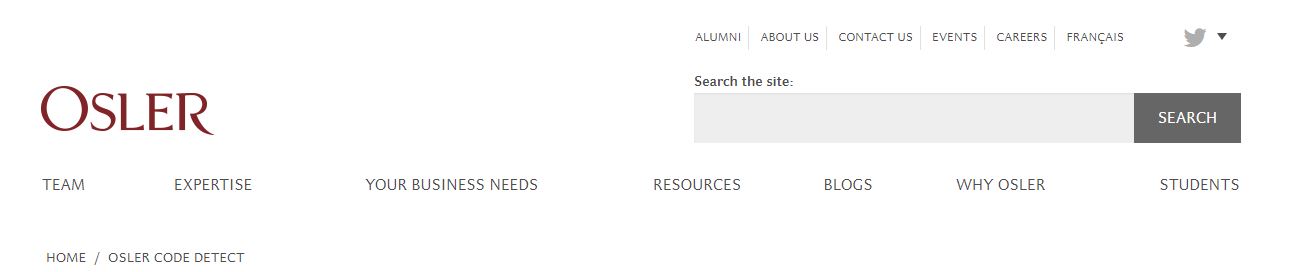 ALUMNI ABOUT US CONTACT US EVENTS CAREERS FRANÇAIS
Search the site:
OSLER
SEARCH
TEAM EXPERTISE YOUR BUSINESS NEEDS RESOURCES BLOGS WHY OSLER STUDENTS
HOME / OSLER CODE DETECT